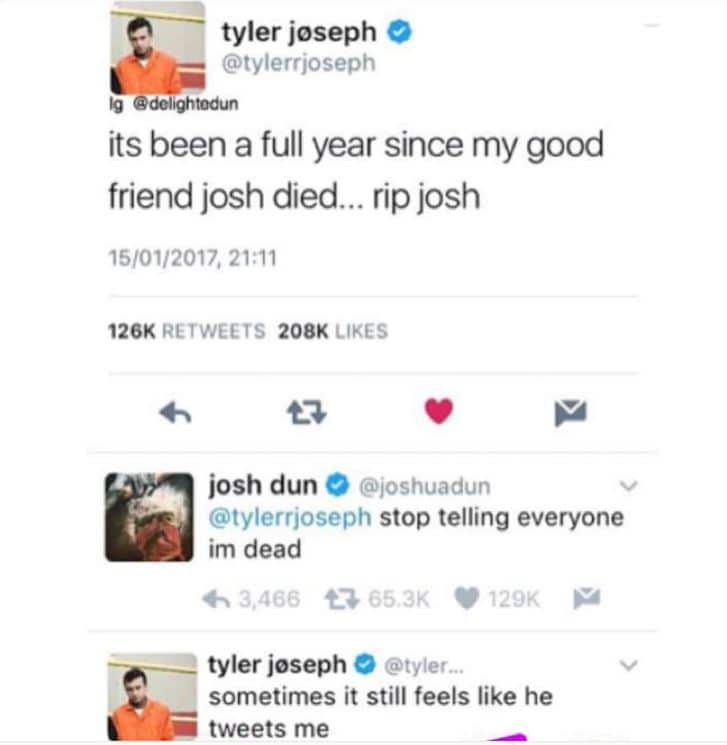 tyler jøseph
@tylerrjoseph
Ig @delightedun
its been a full year since my good
friend josh died... rip josh
15/01/2017, 21:11
126K RETWEETS 208K LIKES
josh dun @joshuadun
@tylerrjoseph stop telling everyone
im dead
3,466 65.3K 129K
tyler jøseph @tyler...
sometimes it still feels like he
tweets me